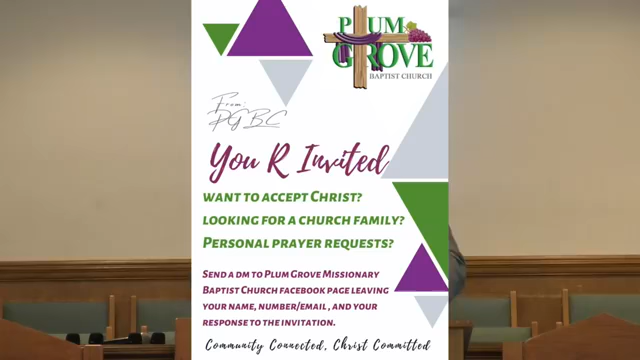 PLUM
GROVE
BAPTIST CHURCH
From:
PGBC
You R Invited
WANT TO ACCEPT CHRIST?
LOOKING FOR A CHURCH FAMILY?
PERSONAL PRAYER REQUESTS?
SEND A DM TO PLUM GROVE MISSIONARY
BAPTIST CHURCH FACEBOOK PAGE LEAVING
YOUR NAME, NUMBER/EMAIL, AND YOUR
RESPONSE TO THE INVITATION.
Community Connected, Christ Committed